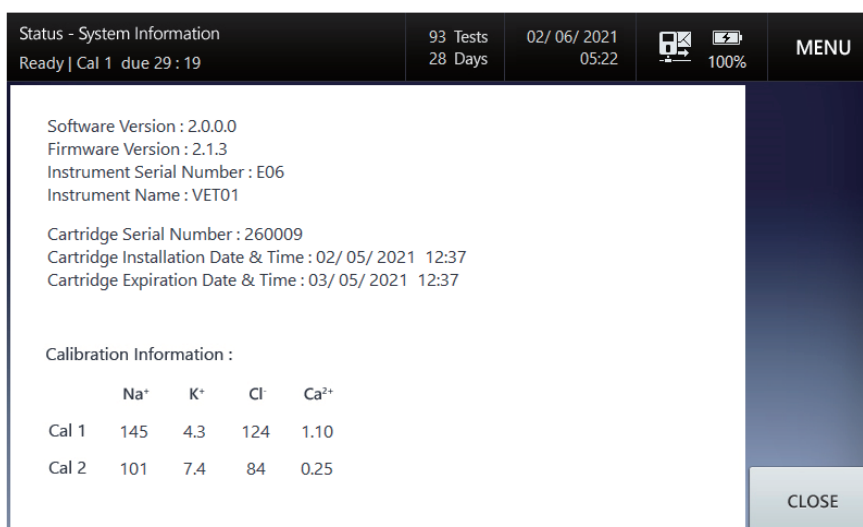 Status - System Information
Ready | Cal 1 due 29 : 19
93 Tests
28 Days
02/ 06/ 2021
05:22
100%
MENU
Software Version : 2.0.0.0
Firmware Version : 2.1.3
Instrument Serial Number : E06
Instrument Name : VET01
Cartridge Serial Number : 260009
Cartridge Installation Date & Time : 02/ 05/ 2021 12:37
Cartridge Expiration Date & Time : 03/ 05/ 2021 12:37
Calibration Information :
Na⁺ K⁺ Cl⁻ Ca²⁺
Cal 1 145 4.3 124 1.10
Cal 2 101 7.4 84 0.25
CLOSE